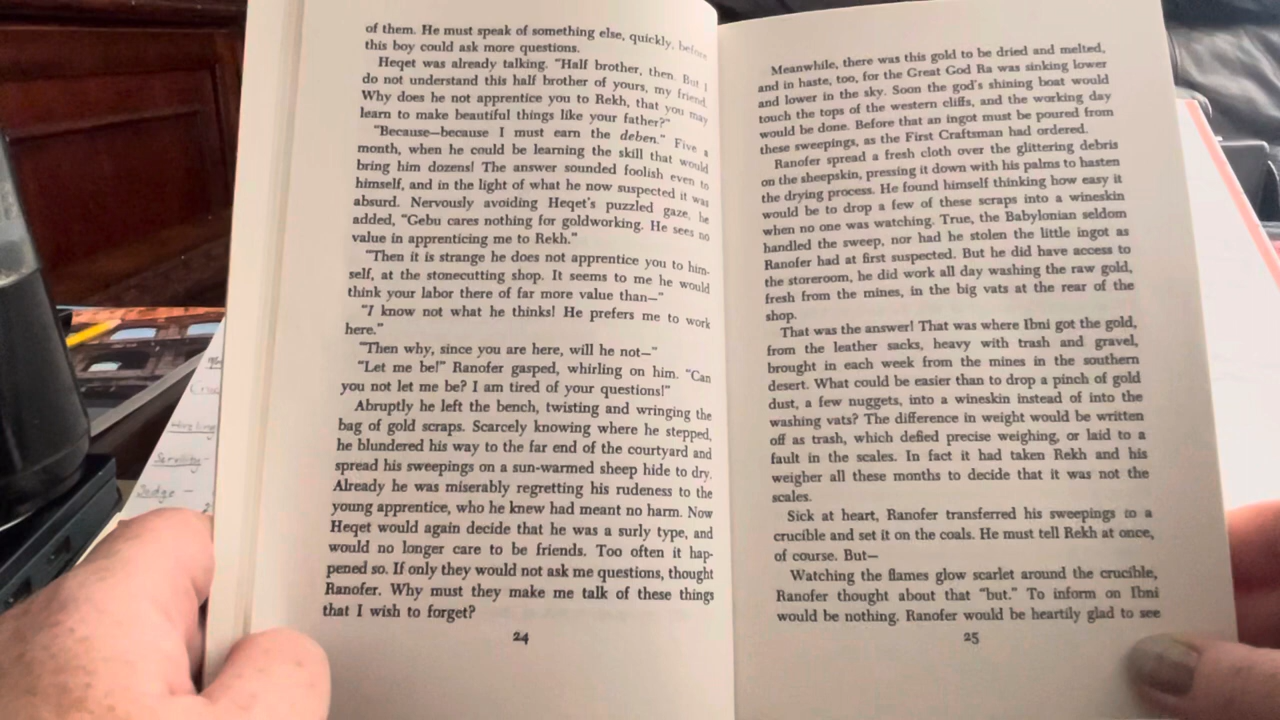 of them. He must speak of something else, quickly, before
this boy could ask more questions.
Heqet was already talking. "Half brother, then. But I
do not understand this half brother of yours, my friend.
Why does he not apprentice you to Rekh, that you may
learn to make beautiful things like your father?"
"Because—because I must earn the deben." Five a
month, when he could be learning the skill that would
bring him dozens! The answer sounded foolish even to
himself, and in the light of what he now suspected it was
absurd. Nervously avoiding Heqet's puzzled gaze, he
added, "Gebu cares nothing for goldworking. He sees no
value in apprenticing me to Rekh."
"Then it is strange he does not apprentice you to him-
self, at the stonecutting shop. It seems to me he would
think your labor there of far more value than—"
"I know not what he thinks! He prefers me to work
here."
"Then why, since you are here, will he not—"
"Let me be!" Ranofer gasped, whirling on him. "Can
you not let me be? I am tired of your questions!"
Abruptly he left the bench, twisting and wringing the
bag of gold scraps. Scarcely knowing where he stepped,
he blundered his way to the far end of the courtyard and
spread his sweepings on a sun-warmed sheep hide to dry.
Already he was miserably regretting his rudeness to the
young apprentice, who he knew had meant no harm. Now
Heqet would again decide that he was a surly type, and
would no longer care to be friends. Too often it hap-
pened so. If only they would not ask me questions, thought
Ranofer. Why must they make me talk of these things
that I wish to forget?
24
Meanwhile, there was this gold to be dried and melted,
and in haste, too, for the Great God Ra was sinking lower
and lower in the sky. Soon the god's shining boat would
touch the tops of the western cliffs, and the working day
would be done. Before that an ingot must be poured from
these sweepings, as the First Craftsman had ordered.
Ranofer spread a fresh cloth over the glittering debris
on the sheepskin, pressing it down with his palms to hasten
the drying process. He found himself thinking how easy it
would be to drop a few of these scraps into a wineskin
when no one was watching. True, the Babylonian seldom
handled the sweep, nor had he stolen the little ingot as
Ranofer had at first suspected. But he did have access to
the storeroom, he did work all day washing the raw gold,
fresh from the mines, in the big vats at the rear of the
shop.
That was the answer! That was where Ibni got the gold,
from the leather sacks, heavy with trash and gravel,
brought in each week from the mines in the southern
desert. What could be easier than to drop a pinch of gold
dust, a few nuggets, into a wineskin instead of into the
washing vats? The difference in weight would be written
off as trash, which defied precise weighing, or laid to a
fault in the scales. In fact it had taken Rekh and his
weigher all these months to decide that it was not the
scales.
Sick at heart, Ranofer transferred his sweepings to a
crucible and set it on the coals. He must tell Rekh at once,
of course. But—
Watching the flames glow scarlet around the crucible,
Ranofer thought about that "but." To inform on Ibni
would be nothing. Ranofer would be heartily glad to see
25